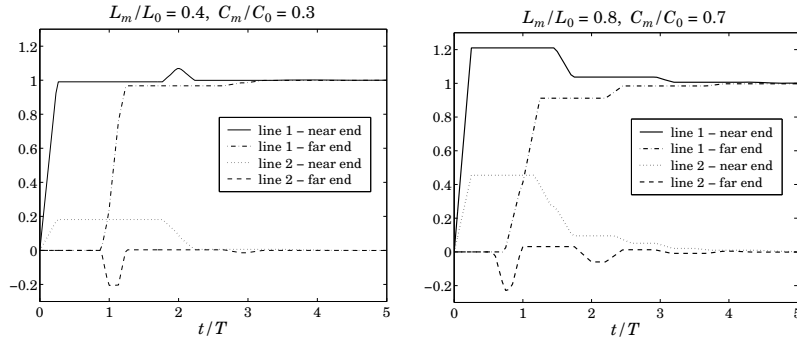 L_m/L_0 = 0.4, C_m/C_0 = 0.3
1.2
1
0.8
0.6
0.4
0.2
0
−0.2
line 1 − near end
line 1 − far end
line 2 − near end
line 2 − far end
0 1 2 3 4 5
t/T
L_m/L_0 = 0.8, C_m/C_0 = 0.7
1.2
1
0.8
0.6
0.4
0.2
0
−0.2
line 1 − near end
line 1 − far end
line 2 − near end
line 2 − far end
0 1 2 3 4 5
t/T